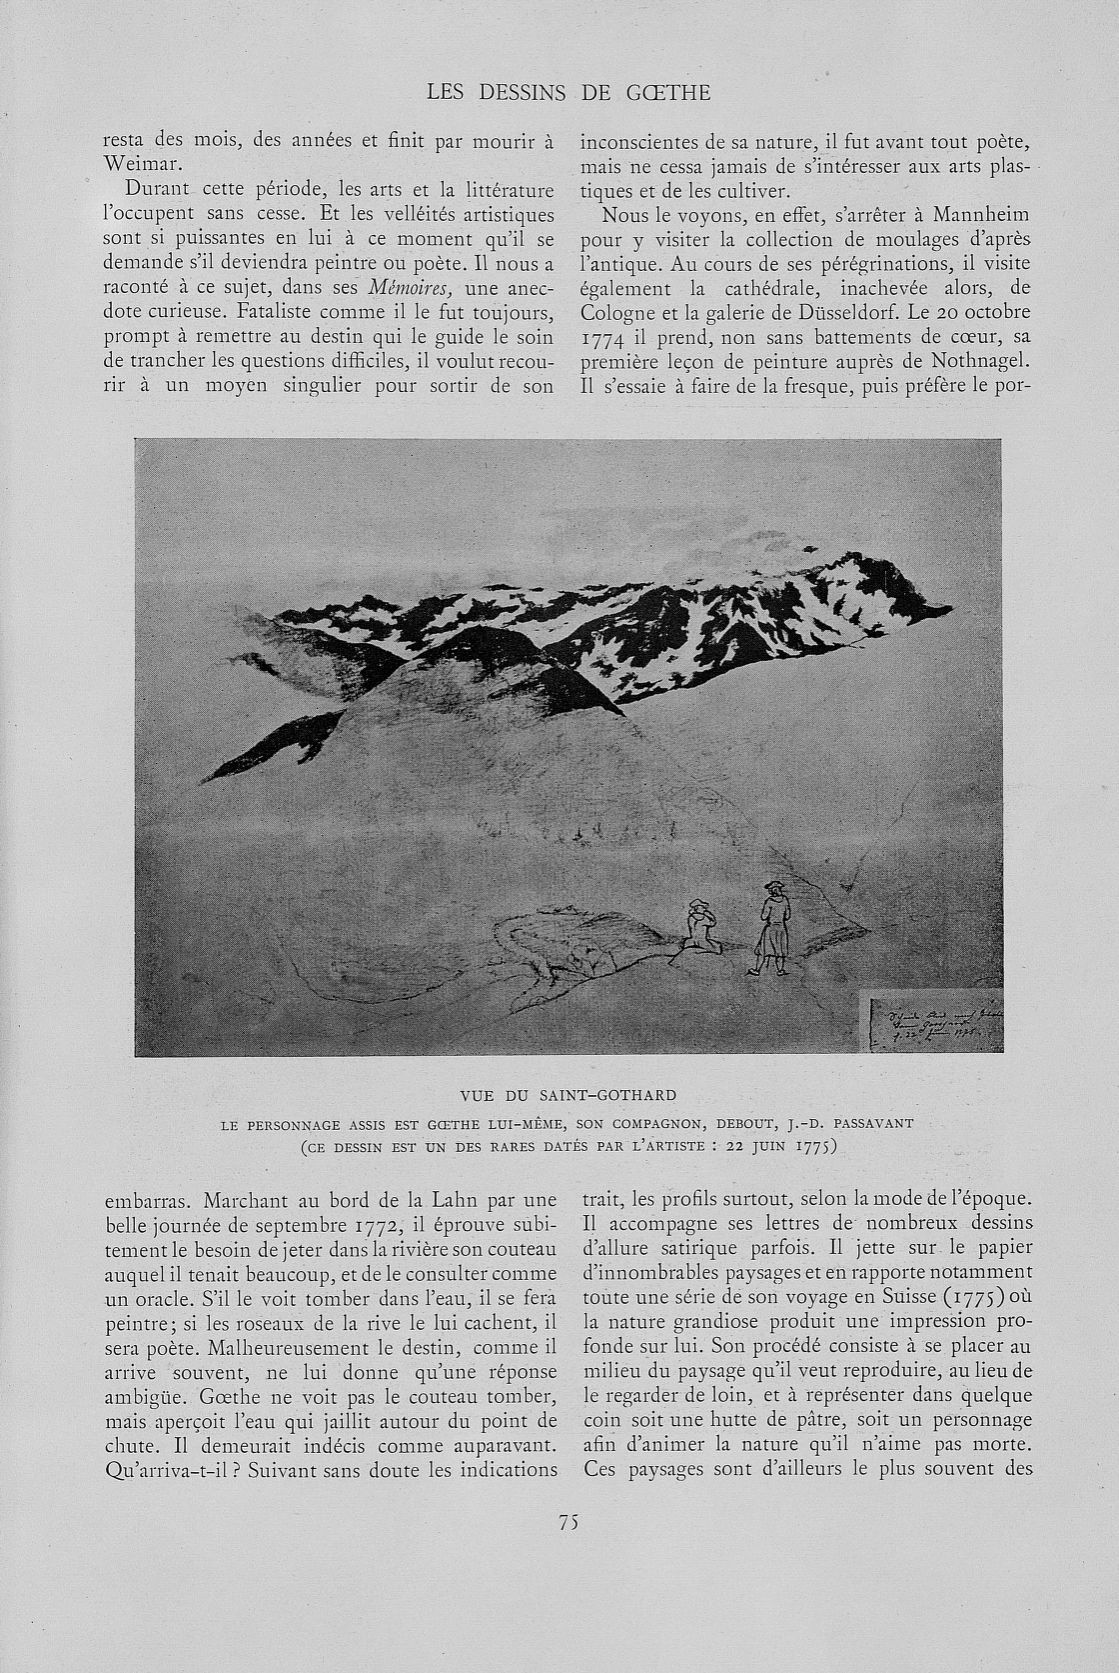 LES DESSINS DE GŒTHE
resta des mois, des années et finit par mourir à
Weimar.
Durant cette période, les arts et la littérature
l'occupent sans cesse. Et les velléités artistiques
sont si puissantes en lui à ce moment qu'il se
demande s'il deviendra peintre ou poète. Il nous a
raconté à ce sujet, dans ses Mémoires, une anec-
dote curieuse. Fataliste comme il le fut toujours,
prompt à remettre au destin qui le guide le soin
de trancher les questions difficiles, il voulut recou-
rir à un moyen singulier pour sortir de son
embarras. Marchant au bord de la Lahn par une
belle journée de septembre 1772, il éprouve subi-
tement le besoin de jeter dans la rivière son couteau
auquel il tenait beaucoup, et de le consulter comme
un oracle. S'il le voit tomber dans l'eau, il se fera
peintre; si les roseaux de la rive le lui cachent, il
sera poète. Malheureusement le destin, comme il
arrive souvent, ne lui donne qu'une réponse
ambigüe. Gœthe ne voit pas le couteau tomber,
mais aperçoit l'eau qui jaillit autour du point de
chute. Il demeurait indécis comme auparavant.
Qu'arriva-t-il ? Suivant sans doute les indications
inconscientes de sa nature, il fut avant tout poète,
mais ne cessa jamais de s'intéresser aux arts plas-
tiques et de les cultiver.
Nous le voyons, en effet, s'arrêter à Mannheim
pour y visiter la collection de moulages d'après
l'antique. Au cours de ses pérégrinations, il visite
également la cathédrale, inachevée alors, de
Cologne et la galerie de Düsseldorf. Le 20 octobre
1774 il prend, non sans battements de cœur, sa
première leçon de peinture auprès de Nothnagel.
Il s'essaie à faire de la fresque, puis préfère le por-
trait, les profils surtout, selon la mode de l'époque.
Il accompagne ses lettres de nombreux dessins
d'allure satirique parfois. Il jette sur le papier
d'innombrables paysages et en rapporte notamment
toute une série de son voyage en Suisse (1775) où
la nature grandiose produit une impression pro-
fonde sur lui. Son procédé consiste à se placer au
milieu du paysage qu'il veut reproduire, au lieu de
le regarder de loin, et à représenter dans quelque
coin soit une hutte de pâtre, soit un personnage
afin d'animer la nature qu'il n'aime pas morte.
Ces paysages sont d'ailleurs le plus souvent des
VUE DU SAINT-GOTHARD
LE PERSONNAGE ASSIS EST GŒTHE LUI-MÊME, SON COMPAGNON, DEBOUT, J.-D. PASSAVANT
(CE DESSIN EST UN DES RARES DATÉS PAR L'ARTISTE : 22 JUIN 1775)
75